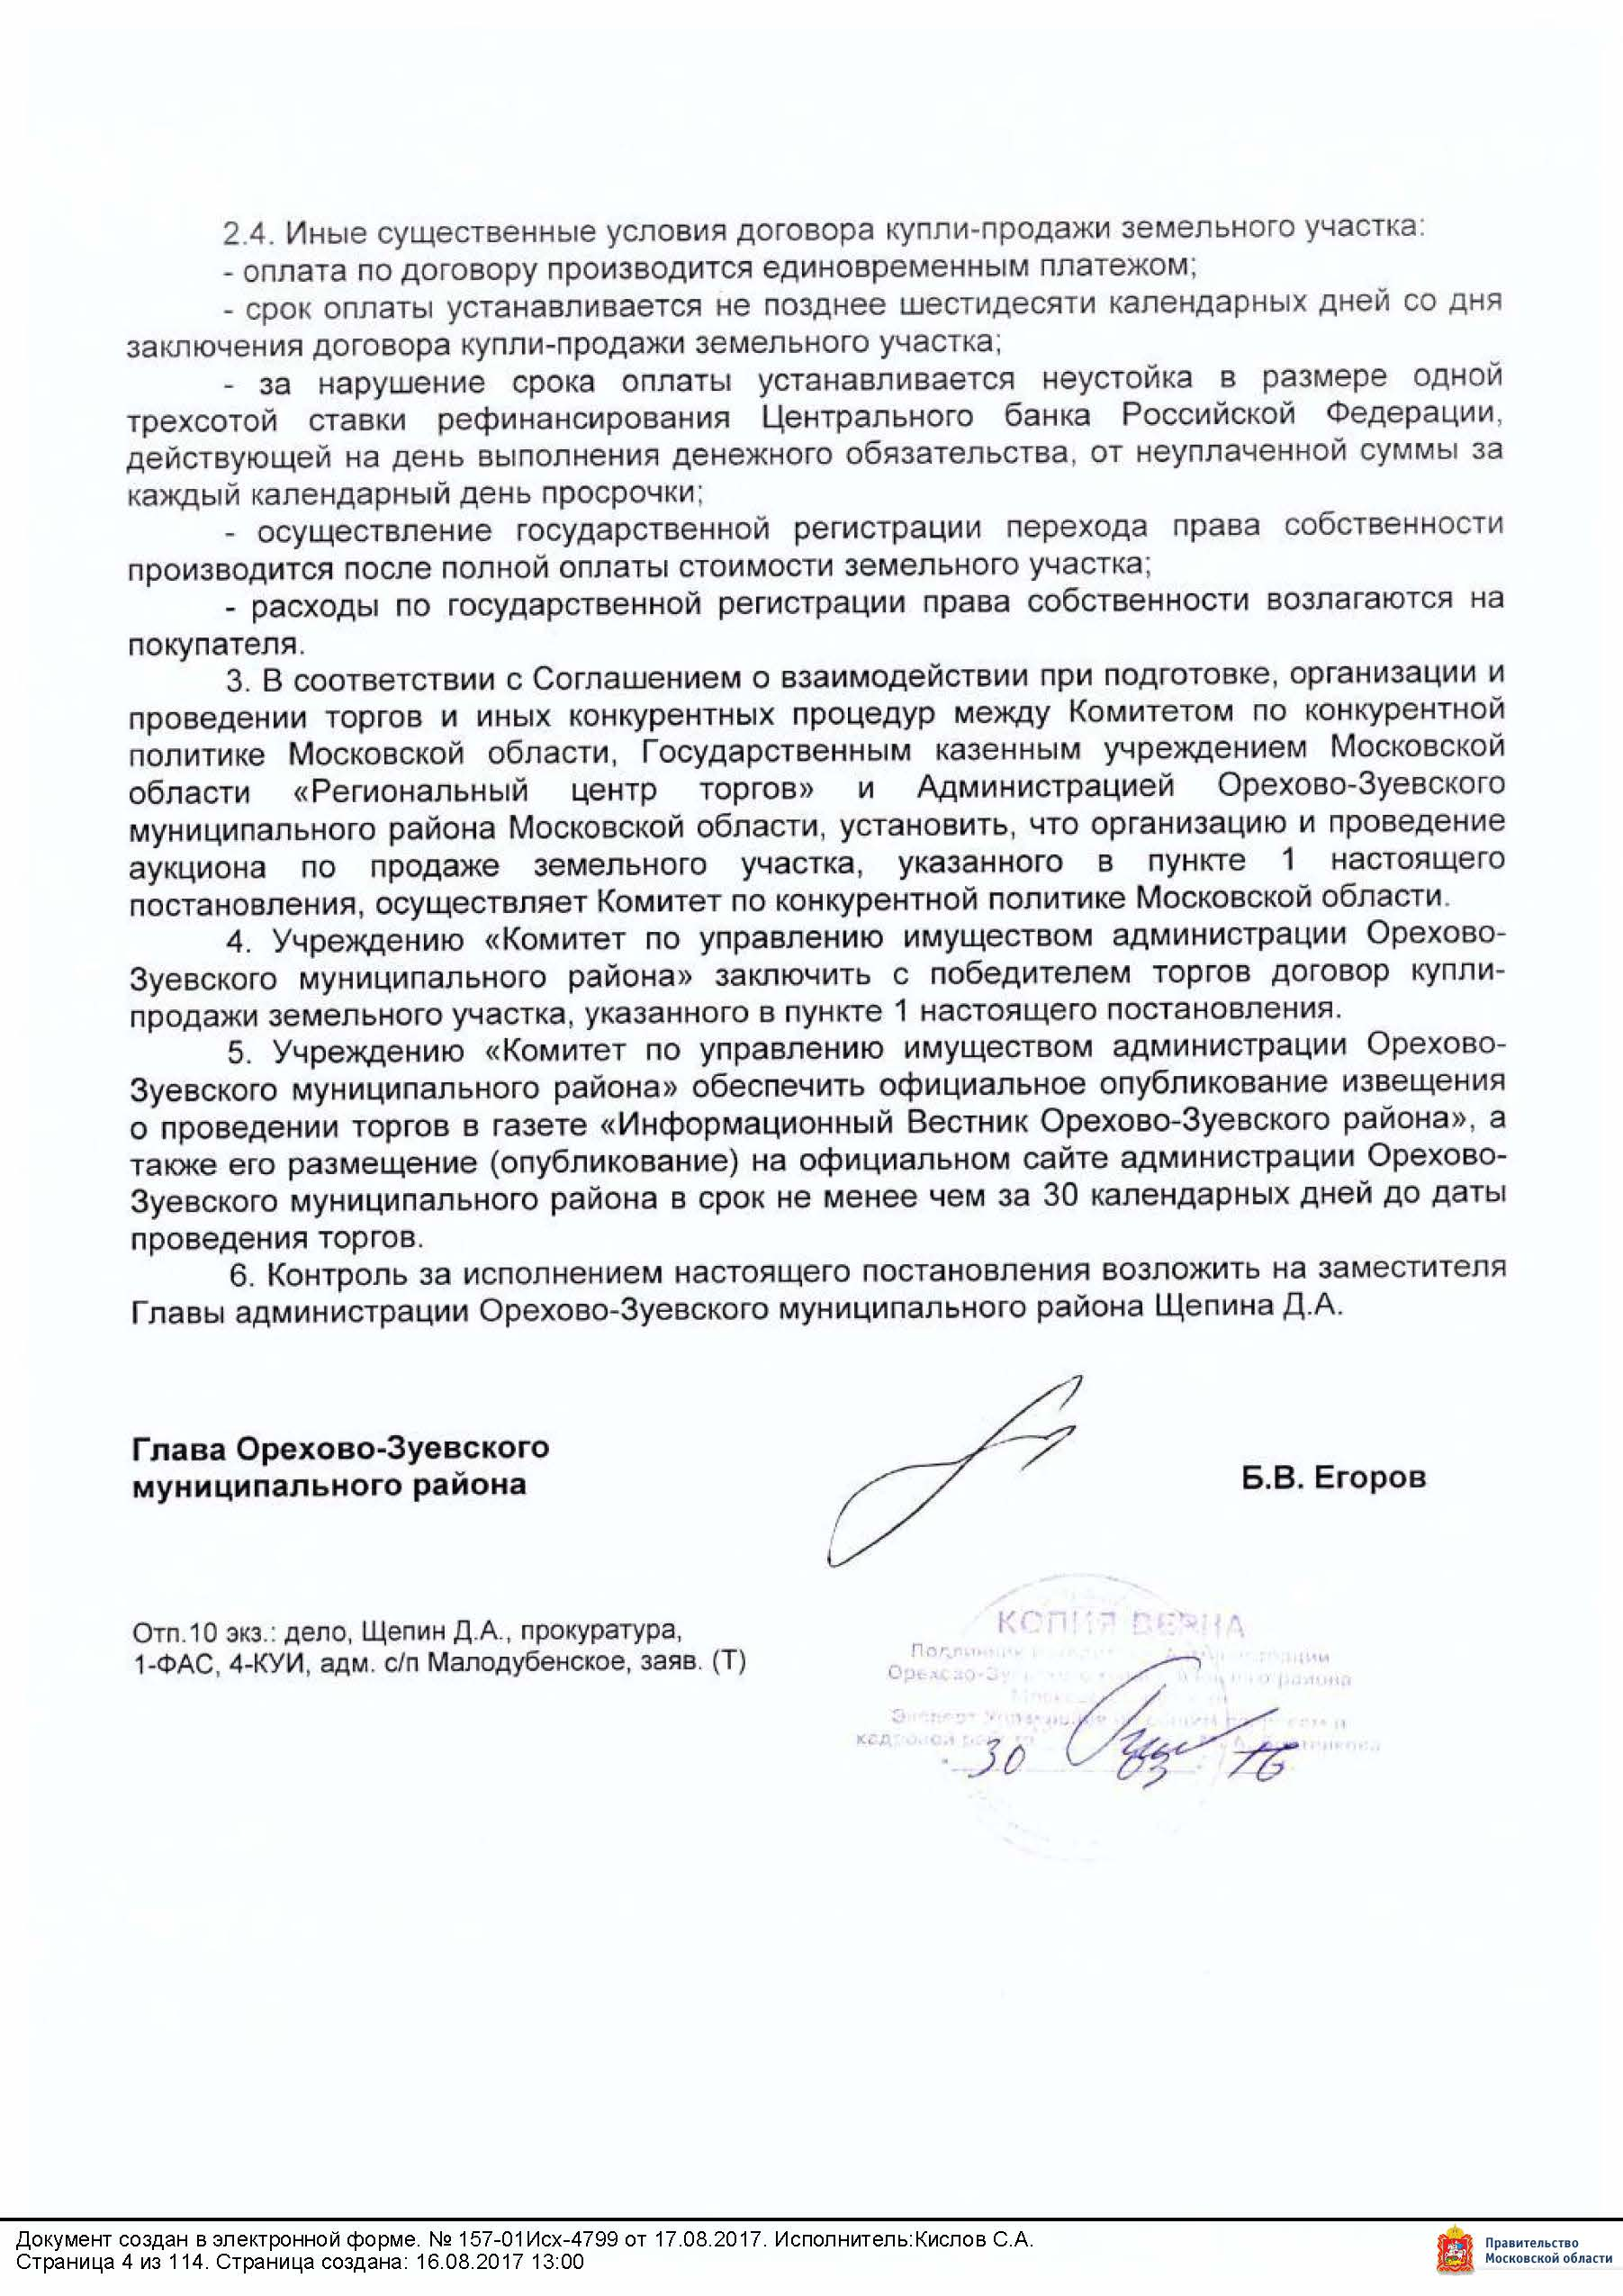 2.4. Иные существенные условия договора купли-продажи земельного участка:
- оплата по договору производится единовременным платежом;
- срок оплаты устанавливается не позднее шестидесяти календарных дней со дня
заключения договора купли-продажи земельного участка;
- за нарушение срока оплаты устанавливается неустойка в размере одной
трехсотой ставки рефинансирования Центрального банка Российской Федерации,
действующей на день выполнения денежного обязательства, от неуплаченной суммы за
каждый календарный день просрочки;
- осуществление государственной регистрации перехода права собственности
производится после полной оплаты стоимости земельного участка;
- расходы по государственной регистрации права собственности возлагаются на
покупателя.
3. В соответствии с Соглашением о взаимодействии при подготовке, организации и
проведении торгов и иных конкурентных процедур между Комитетом по конкурентной
политике Московской области, Государственным казенным учреждением Московской
области «Региональный центр торгов» и Администрацией Орехово-Зуевского
муниципального района Московской области, установить, что организацию и проведение
аукциона по продаже земельного участка, указанного в пункте 1 настоящего
постановления, осуществляет Комитет по конкурентной политике Московской области.
4. Учреждению «Комитет по управлению имуществом администрации Орехово-
Зуевского муниципального района» заключить с победителем торгов договор купли-
продажи земельного участка, указанного в пункте 1 настоящего постановления.
5. Учреждению «Комитет по управлению имуществом администрации Орехово-
Зуевского муниципального района» обеспечить официальное опубликование извещения
о проведении торгов в газете «Информационный Вестник Орехово-Зуевского района», а
также его размещение (опубликование) на официальном сайте администрации Орехово-
Зуевского муниципального района в срок не менее чем за 30 календарных дней до даты
проведения торгов.
6. Контроль за исполнением настоящего постановления возложить на заместителя
Главы администрации Орехово-Зуевского муниципального района Щепина Д.А.
Глава Орехово-Зуевского
муниципального района
Б.В. Егоров
Отп.10 экз.: дело, Щепин Д.А., прокуратура,
1-ФАС, 4-КУИ, адм. с/п Малодубенское, заяв. (Т)
КОПИЯ ВЕРНА
района
Эксперт
30 03 16
Документ создан в электронной форме. № 157-01Исх-4799 от 17.08.2017. Исполнитель:Кислов С.А.
Страница 4 из 114. Страница создана: 16.08.2017 13:00
Правительство
Московской области